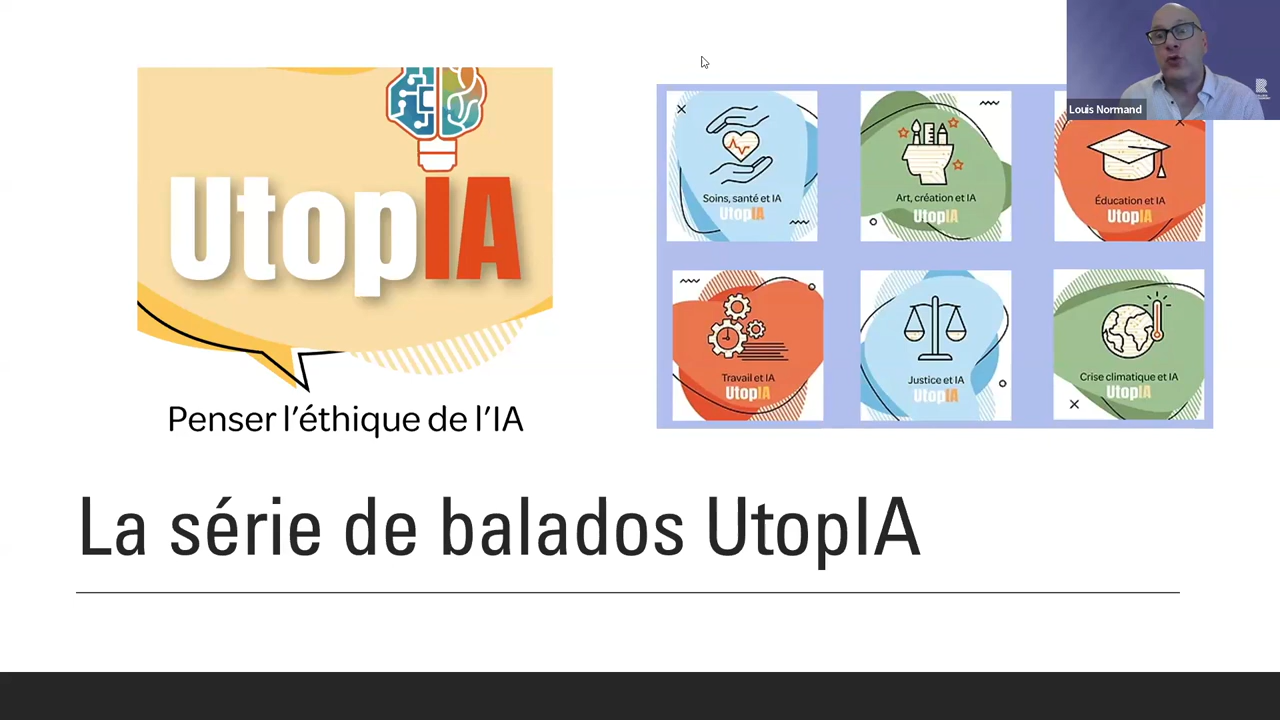 UtopIA
Penser l'éthique de l'IA
Soins, santé et IA
UtopIA
Art, création et IA
UtopIA
Éducation et IA
UtopIA
Travail et IA
UtopIA
Justice et IA
UtopIA
Crise climatique et IA
UtopIA
Louis Normand
La série de balados UtopIA